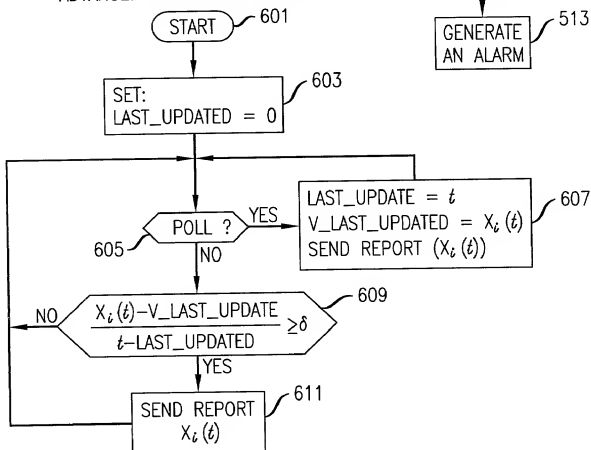 START
601
GENERATE
AN ALARM
513
SET:
LAST_UPDATED = 0
603
POLL ?
605
YES
NO
LAST_UPDATE = t
V_LAST_UPDATED = Xi(t)
SEND REPORT (Xi(t))
607
Xi(t)-V_LAST_UPDATE
t-LAST_UPDATED
≥δ
609
NO
YES
SEND REPORT
Xi(t)
611